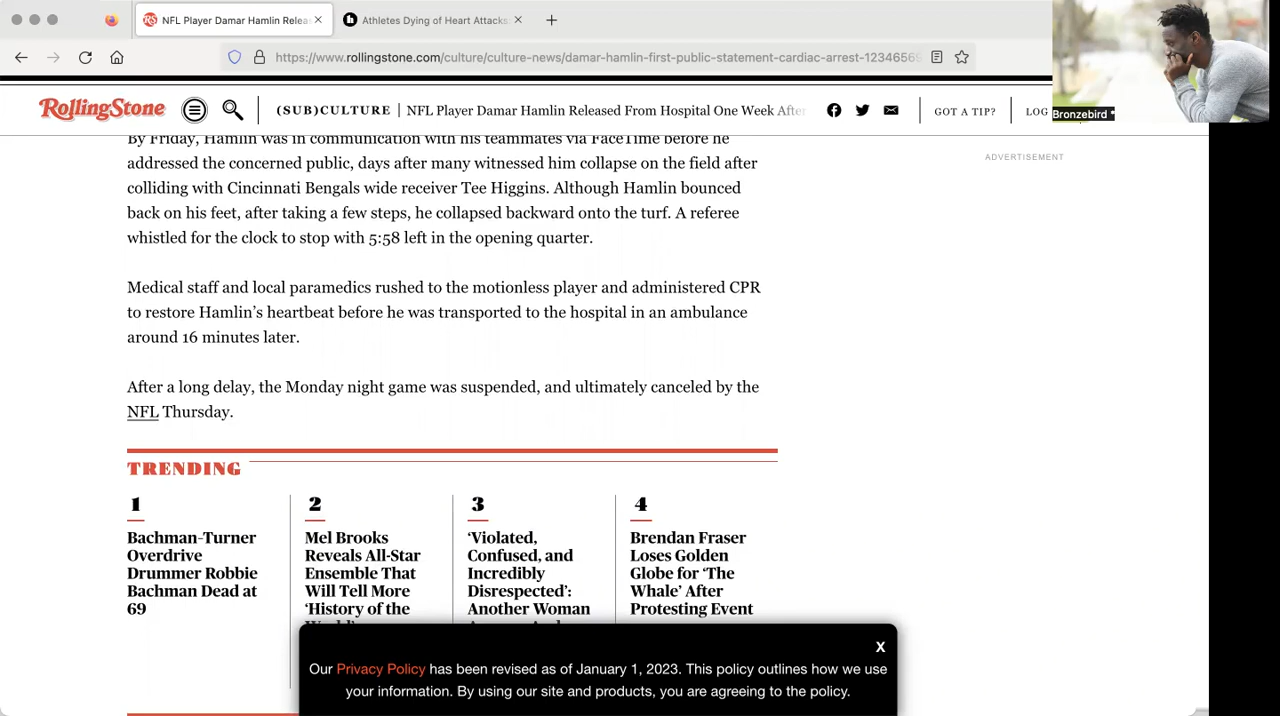 NFL Player Damar Hamlin Relea
Athletes Dying of Heart Attacks
https://www.rollingstone.com/culture/culture-news/damar-hamlin-first-public-statement-cardiac-arrest-12346569
Bronzebird *
RollingStone
(SUB)CULTURE | NFL Player Damar Hamlin Released From Hospital One Week After
GOT A TIP?
LOG
ADVERTISEMENT
By Friday, Hamlin was in communication with his teammates via FaceTime before he
addressed the concerned public, days after many witnessed him collapse on the field after
colliding with Cincinnati Bengals wide receiver Tee Higgins. Although Hamlin bounced
back on his feet, after taking a few steps, he collapsed backward onto the turf. A referee
whistled for the clock to stop with 5:58 left in the opening quarter.
Medical staff and local paramedics rushed to the motionless player and administered CPR
to restore Hamlin's heartbeat before he was transported to the hospital in an ambulance
around 16 minutes later.
After a long delay, the Monday night game was suspended, and ultimately canceled by the
NFL Thursday.
TRENDING
1
Bachman-Turner
Overdrive
Drummer Robbie
Bachman Dead at
69
2
Mel Brooks
Reveals All-Star
Ensemble That
Will Tell More
'History of the
3
'Violated,
Confused, and
Incredibly
Disrespected':
Another Woman
4
Brendan Fraser
Loses Golden
Globe for 'The
Whale' After
Protesting Event
X
Our Privacy Policy has been revised as of January 1, 2023. This policy outlines how we use
your information. By using our site and products, you are agreeing to the policy.